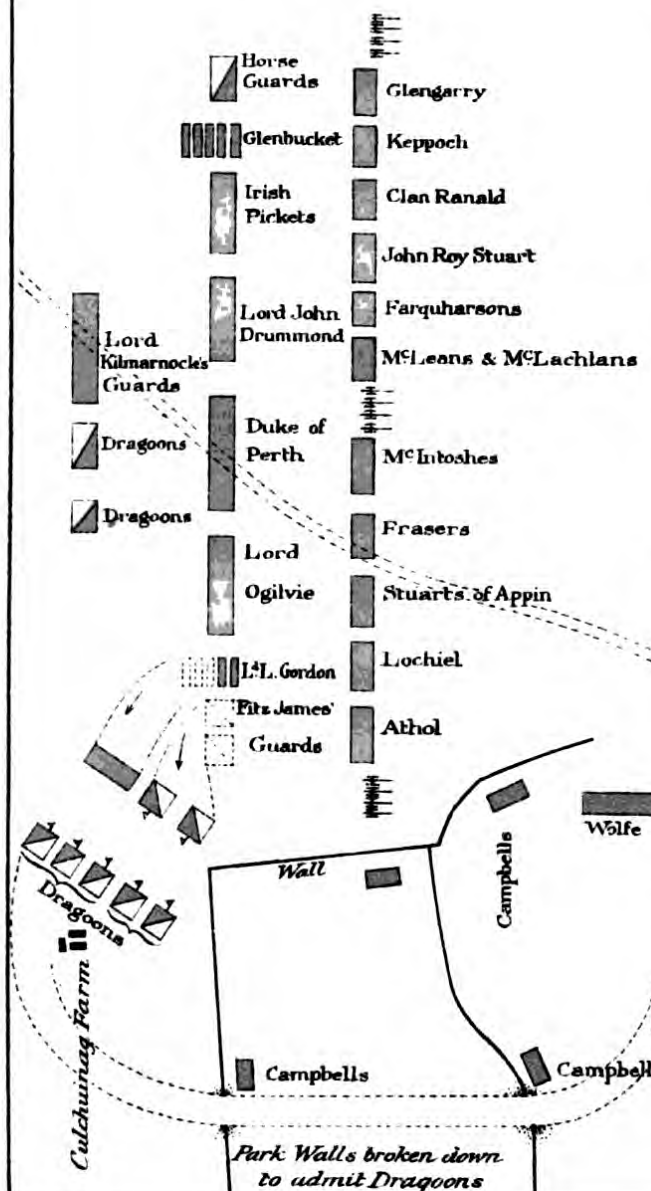 Horse
Guards
Glengarry
Glenbucket
Keppoch
Irish
Pickets
Clan Ranald
John Roy Stuart
Lord John
Drummond
Farquharsons
Lord
Kilmarnock's
Guards
McLeans & McLachlans
Duke of
Perth
Dragoons
McIntoshes
Dragoons
Frasers
Lord
Ogilvie
Stuarts of Appin
Ld L. Gordon
Lochiel
Fitz James'
Guards
Athol
Wolfe
Campbells
Wall
Dragoons
Culchuinag Farm
Campbells
Campbell
Park Walls broken down
to admit Dragoons